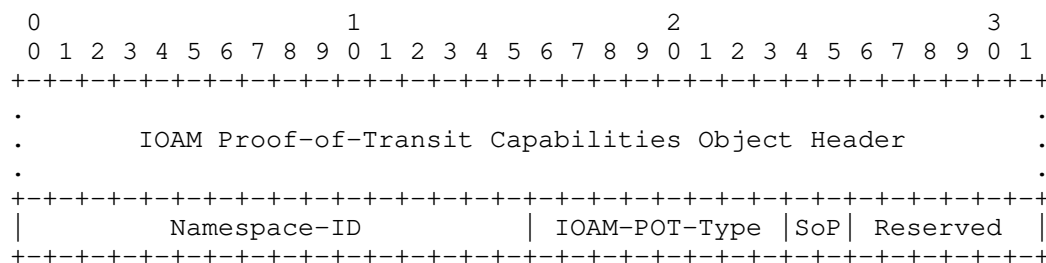 0                   1                   2                   3
 0 1 2 3 4 5 6 7 8 9 0 1 2 3 4 5 6 7 8 9 0 1 2 3 4 5 6 7 8 9 0 1
+-+-+-+-+-+-+-+-+-+-+-+-+-+-+-+-+-+-+-+-+-+-+-+-+-+-+-+-+-+-+-+-+
.                                                               .
.       IOAM Proof-of-Transit Capabilities Object Header        .
.                                                               .
+-+-+-+-+-+-+-+-+-+-+-+-+-+-+-+-+-+-+-+-+-+-+-+-+-+-+-+-+-+-+-+-+
|         Namespace-ID          | IOAM-POT-Type |SoP| Reserved  |
+-+-+-+-+-+-+-+-+-+-+-+-+-+-+-+-+-+-+-+-+-+-+-+-+-+-+-+-+-+-+-+-+